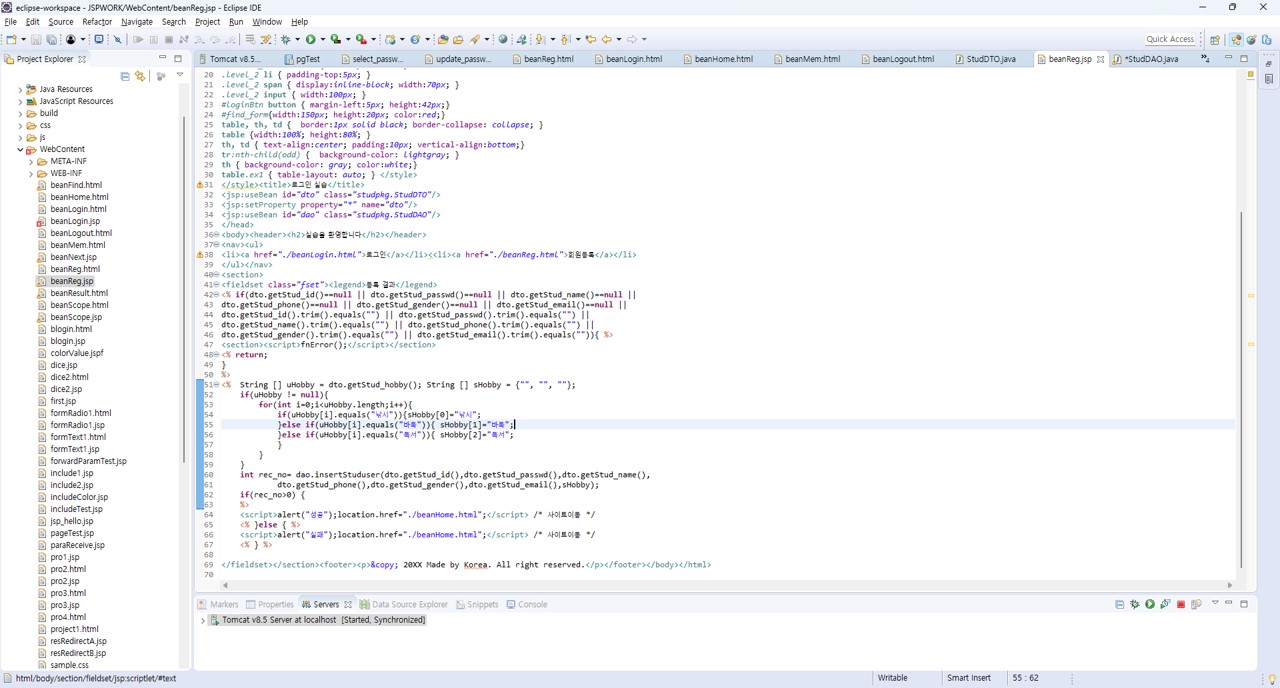 eclipse-workspace - JSPWORK/WebContent/beanReg.jsp - Eclipse IDE
File Edit Source Refactor Navigate Search Project Run Window Help
Quick Access
Project Explorer
Tomcat v8.5... pgTest select_passw... update_passw... beanReg.html beanLogin.html beanHome.html beanMem.html beanLogout.html StudDTO.java beanReg.jsp *StudDAO.java
Java Resources
JavaScript Resources
build
css
js
WebContent
META-INF
WEB-INF
beanFind.html
beanHome.html
beanLogin.html
beanLogin.jsp
beanLogout.html
beanMem.html
beanNext.jsp
beanReg.html
beanReg.jsp
beanResult.html
beanScope.html
beanScope.jsp
blogin.html
blogin.jsp
colorValue.jspf
dice.jsp
dice2.html
dice2.jsp
first.jsp
formRadio1.html
formRadio1.jsp
formText1.html
formText1.jsp
forwardParamTest.jsp
include1.jsp
include2.jsp
includeColor.jsp
includeTest.jsp
jsp_hello.jsp
pageTest.jsp
paraReceive.jsp
pro1.jsp
pro2.html
pro2.jsp
pro3.html
pro3.jsp
pro4.html
project1.html
resRedirectA.jsp
resRedirectB.jsp
sample.css
20 .level_2 li { padding-top:5px; }
21 .level_2 span { display:inline-block; width:70px; }
22 .level_2 input { width:100px; }
23 #loginBtn button { margin-left:5px; height:42px;}
24 #find_form{width:150px; height:20px; color:red;}
25 table, th, td {  border:1px solid black; border-collapse: collapse; }
26 table {width:100%; height:80%; }
27 th, td { text-align:center; padding:10px; vertical-align:bottom;}
28 tr:nth-child(odd) {  background-color: lightgray; }
29 th { background-color: gray; color:white;}
30 table.ex1 { table-layout: auto; } </style>
31 </style><title>로그인 실습</title>
32 <jsp:useBean id="dto" class="studpkg.StudDTO"/>
33 <jsp:setProperty property="*" name="dto"/>
34 <jsp:useBean id="dao" class="studpkg.StudDAO"/>
35 </head>
36 <body><header><h2>실습을 환영합니다</h2></header>
37 <nav><ul>
38 <li><a href="./beanLogin.html">로그인</a></li><<li><a href="./beanReg.html">회원등록</a></li>
39 </ul></nav>
40 <section>
41 <fieldset class="fset"><legend>등록 결과</legend>
42 <% if(dto.getStud_id()==null || dto.getStud_passwd()==null || dto.getStud_name()==null ||
43 dto.getStud_phone()==null || dto.getStud_gender()==null || dto.getStud_email()==null ||
44 dto.getStud_id().trim().equals("") || dto.getStud_passwd().trim().equals("") ||
45 dto.getStud_name().trim().equals("") || dto.getStud_phone().trim().equals("") ||
46 dto.getStud_gender().trim().equals("") || dto.getStud_email().trim().equals("")){ %>
47 <section><script>fnError();</script></section>
48 <% return;
49 }
50 %>
51 <%  String [] uHobby = dto.getStud_hobby(); String [] sHobby = {"", "", ""};
52 if(uHobby != null){
53 for(int i=0;i<uHobby.length;i++){
54 if(uHobby[i].equals("낚시")){sHobby[0]="낚시";
55 }else if(uHobby[i].equals("바둑")){ sHobby[1]="바둑";
56 }else if(uHobby[i].equals("독서")){ sHobby[2]="독서";
57 }
58 }
59 }
60 int rec_no= dao.insertStuduser(dto.getStud_id(),dto.getStud_passwd(),dto.getStud_name(),
61 dto.getStud_phone(),dto.getStud_gender(),dto.getStud_email(),sHobby);
62 if(rec_no>0) {
63 %>
64 <script>alert("성공");location.href="./beanHome.html";</script> /* 사이트이동 */
65 <% }else { %>
66 <script>alert("실패");location.href="./beanHome.html";</script> /* 사이트이동 */
67 <% } %>
68
69 </fieldset></section><footer><p>&copy; 20XX Made by Korea. All right reserved.</p></footer></body></html>
70
Markers Properties Servers Data Source Explorer Snippets Console
Tomcat v8.5 Server at localhost [Started, Synchronized]
html/body/section/fieldset/jsp:scriptlet/#text Writable Smart Insert 55 : 62